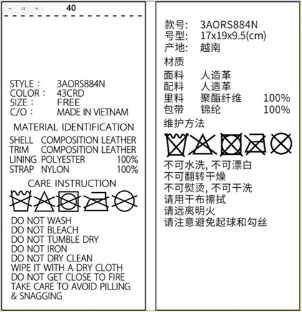 40
STYLE : 3AORS884N
COLOR : 43CRD
SIZE : FREE
C/O : MADE IN VIETNAM
MATERIAL IDENTIFICATION
SHELL COMPOSITION LEATHER
TRIM COMPOSITION LEATHER
LINING POLYESTER 100%
STRAP NYLON 100%
CARE INSTRUCTION
DO NOT WASH
DO NOT BLEACH
DO NOT TUMBLE DRY
DO NOT IRON
DO NOT DRY CLEAN
WIPE IT WITH A DRY CLOTH
DO NOT GET CLOSE TO FIRE
TAKE CARE TO AVOID PILLING
& SNAGGING
款号: 3AORS884N
号型: 17x19x9.5(cm)
产地: 越南
材质
面料 人造革
配料 人造革
里料 聚酯纤维 100%
包带 锦纶 100%
维护方法
不可水洗, 不可漂白
不可翻转干燥
不可熨烫, 不可干洗
请用干布擦拭
请远离明火
请注意避免起球和勾丝